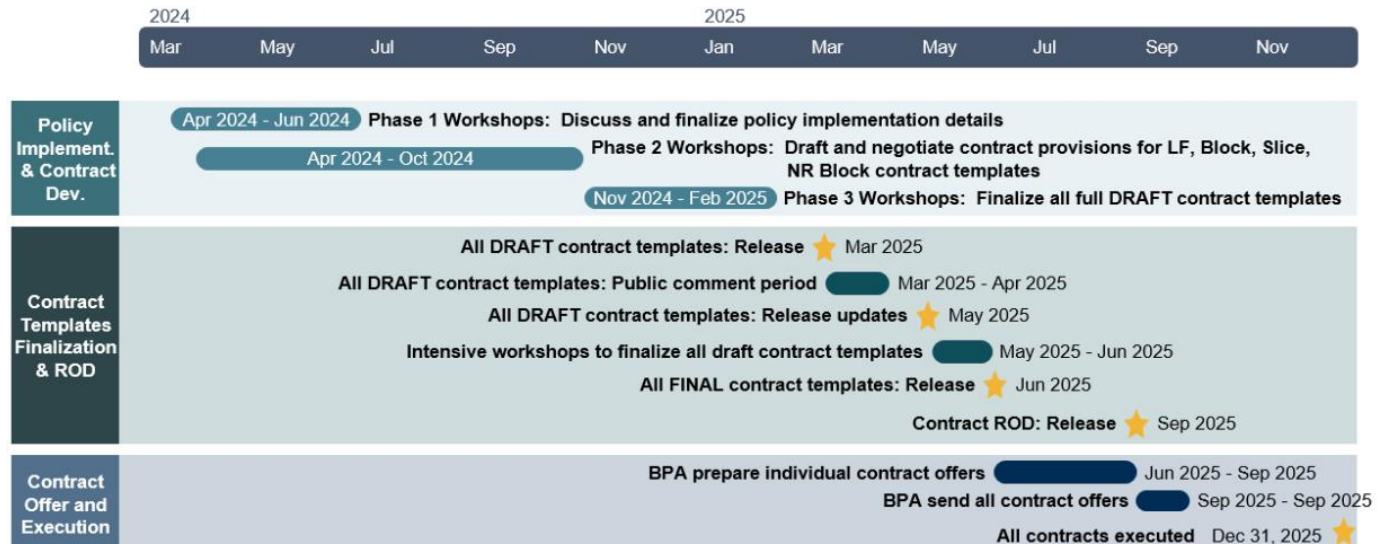 2024
2025
Mar May Jul Sep Nov Jan Mar May Jul Sep Nov
Policy
Implement.
& Contract
Dev.
Apr 2024 - Jun 2024 Phase 1 Workshops: Discuss and finalize policy implementation details
Apr 2024 - Oct 2024 Phase 2 Workshops: Draft and negotiate contract provisions for LF, Block, Slice,
NR Block contract templates
Nov 2024 - Feb 2025 Phase 3 Workshops: Finalize all full DRAFT contract templates
Contract
Templates
Finalization
& ROD
All DRAFT contract templates: Release Mar 2025
All DRAFT contract templates: Public comment period Mar 2025 - Apr 2025
All DRAFT contract templates: Release updates May 2025
Intensive workshops to finalize all draft contract templates May 2025 - Jun 2025
All FINAL contract templates: Release Jun 2025
Contract ROD: Release Sep 2025
Contract
Offer and
Execution
BPA prepare individual contract offers Jun 2025 - Sep 2025
BPA send all contract offers Sep 2025 - Sep 2025
All contracts executed Dec 31, 2025